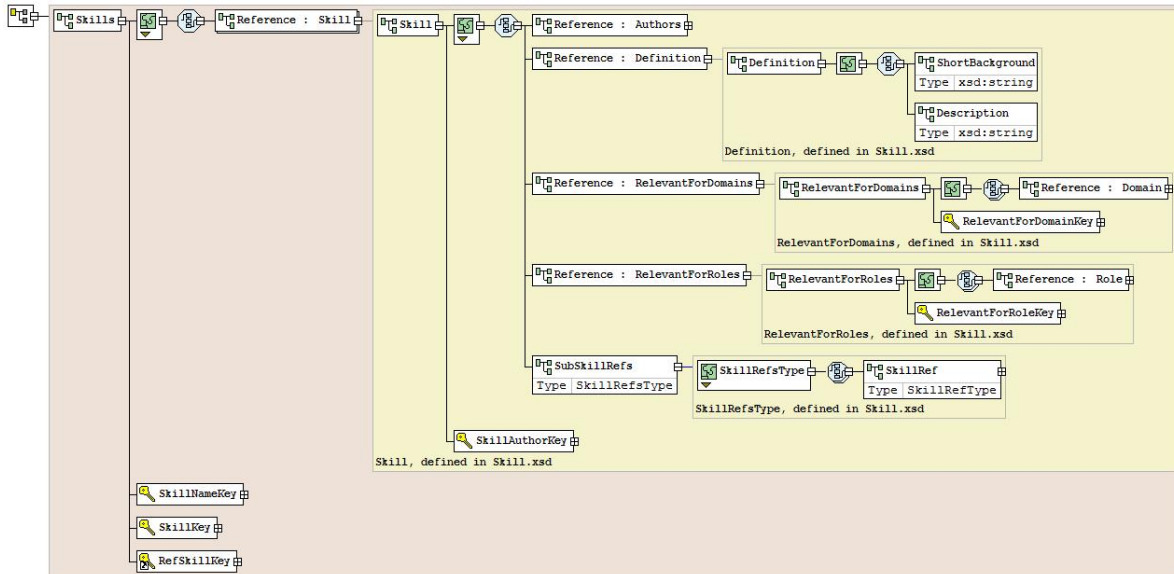 Skills
Reference : Skill
Skill
Reference : Authors
Reference : Definition
Definition
ShortBackground
Type xsd:string
Description
Type xsd:string
Definition, defined in Skill.xsd
Reference : RelevantForDomains
RelevantForDomains
Reference : Domain
RelevantForDomainKey
RelevantForDomains, defined in Skill.xsd
Reference : RelevantForRoles
RelevantForRoles
Reference : Role
RelevantForRoleKey
RelevantForRoles, defined in Skill.xsd
SubSkillRefs
Type SkillRefsType
SkillRefsType
SkillRef
Type SkillRefType
SkillRefsType, defined in Skill.xsd
SkillAuthorKey
Skill, defined in Skill.xsd
SkillNameKey
SkillKey
RefSkillKey